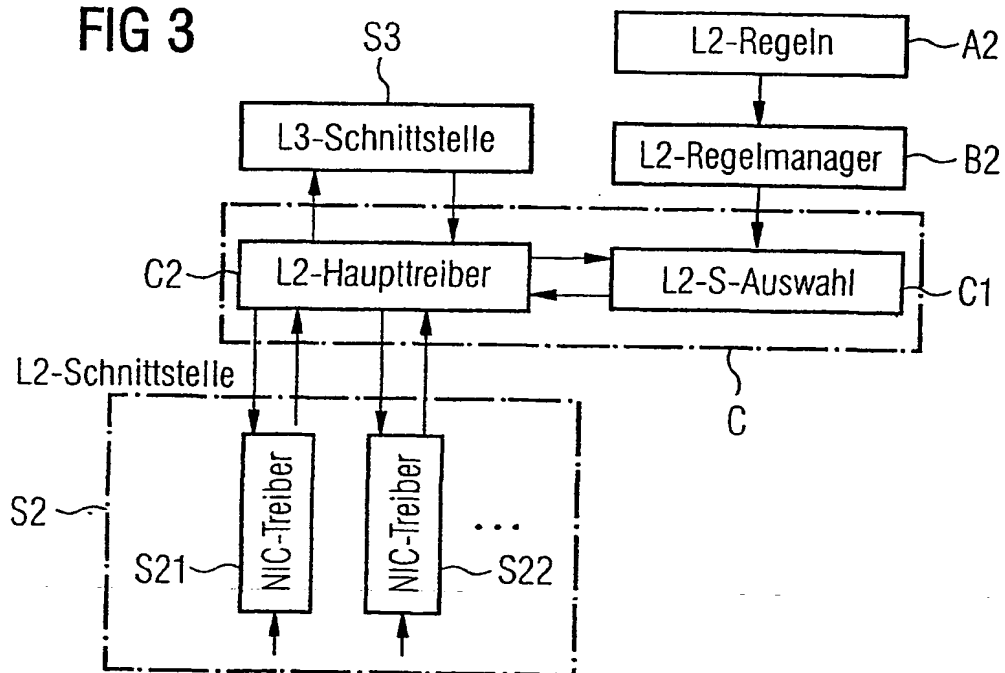 FIG 3
S3
L2-Regeln
A2
L3-Schnittstelle
L2-Regelmanager
B2
C2
L2-Haupttreiber
L2-S-Auswahl
C1
L2-Schnittstelle
C
S2
NIC-Treiber
NIC-Treiber
...
S21
S22